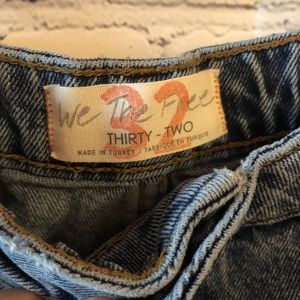 32
We The Free
THIRTY - TWO
MADE IN TURKEY / FABRIQUÉ EN TURQUIE